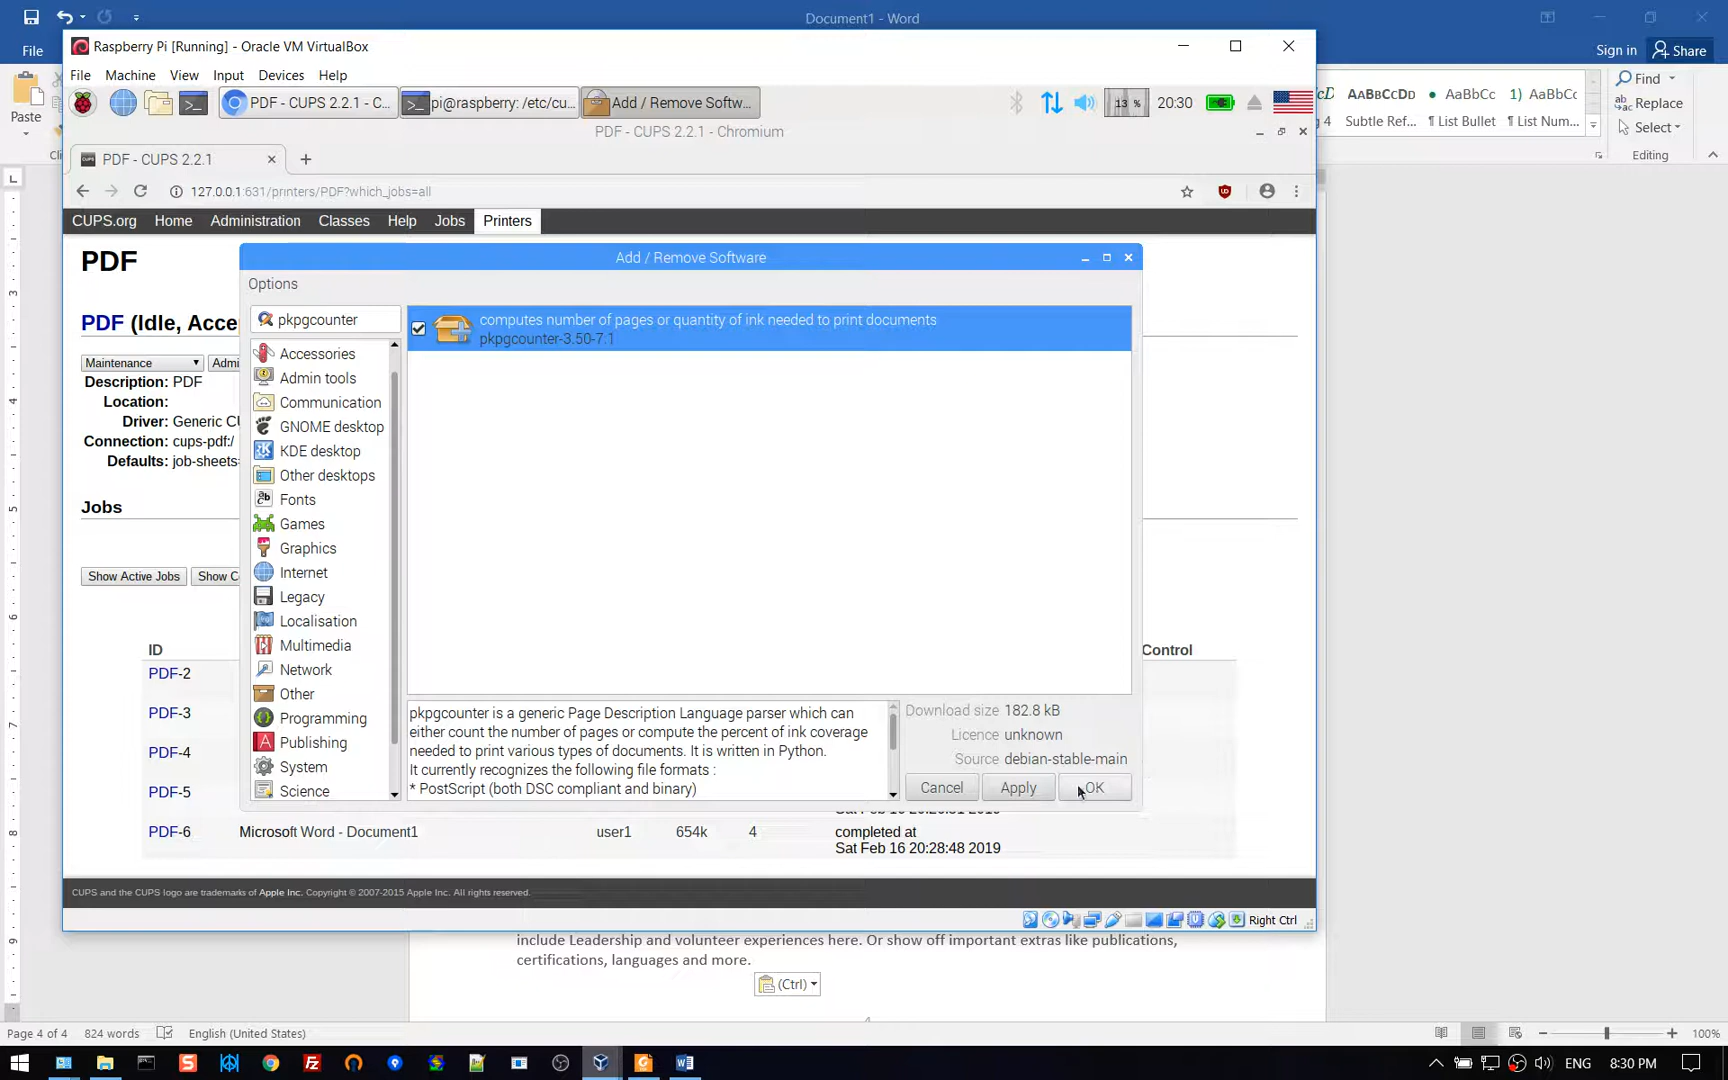 Document1 - Word
File
Sign in
Share
Paste
Find
Replace
Select
Editing
AABBCCDD
AaBbCc
1) AaBbCc
Subtle Ref...
¶ List Bullet
¶ List Num...
Raspberry Pi [Running] - Oracle VM VirtualBox
File Machine View Input Devices Help
PDF - CUPS 2.2.1 - C...
pi@raspberry: /etc/cu...
Add / Remove Softw...
13 %
20:30
PDF - CUPS 2.2.1 - Chromium
PDF - CUPS 2.2.1
127.0.0.1:631/printers/PDF?which_jobs=all
CUPS.org Home Administration Classes Help Jobs Printers
PDF
PDF (Idle, Acce
Maintenance
Admi
Description: PDF
Location:
Driver: Generic CU
Connection: cups-pdf:/
Defaults: job-sheets=
Jobs
Show Active Jobs
Show C
ID
Control
PDF-2
PDF-3
PDF-4
PDF-5
PDF-6 Microsoft Word - Document1 user1 654k 4 completed at
Sat Feb 16 20:28:48 2019
CUPS and the CUPS logo are trademarks of Apple Inc. Copyright © 2007-2015 Apple Inc. All rights reserved.
Right Ctrl
Add / Remove Software
Options
pkpgcounter
Accessories
Admin tools
Communication
GNOME desktop
KDE desktop
Other desktops
Fonts
Games
Graphics
Internet
Legacy
Localisation
Multimedia
Network
Other
Programming
Publishing
System
Science
computes number of pages or quantity of ink needed to print documents
pkpgcounter-3.50-7:1
pkpgcounter is a generic Page Description Language parser which can
either count the number of pages or compute the percent of ink coverage
needed to print various types of documents. It is written in Python.
It currently recognizes the following file formats :
* PostScript (both DSC compliant and binary)
Download size 182.8 kB
Licence unknown
Source debian-stable-main
Cancel
Apply
OK
include Leadership and volunteer experiences here. Or show off important extras like publications,
certifications, languages and more.
(Ctrl)
Page 4 of 4 824 words English (United States)
100%
ENG
8:30 PM